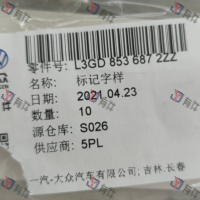 零件号: L3GD 853 687 2ZZ
名称: 标记字样
日期: 2021.04.23
数量: 10
源仓库: S026
供应商: 5PL
一汽-大众汽车有限公司; 吉林.长春